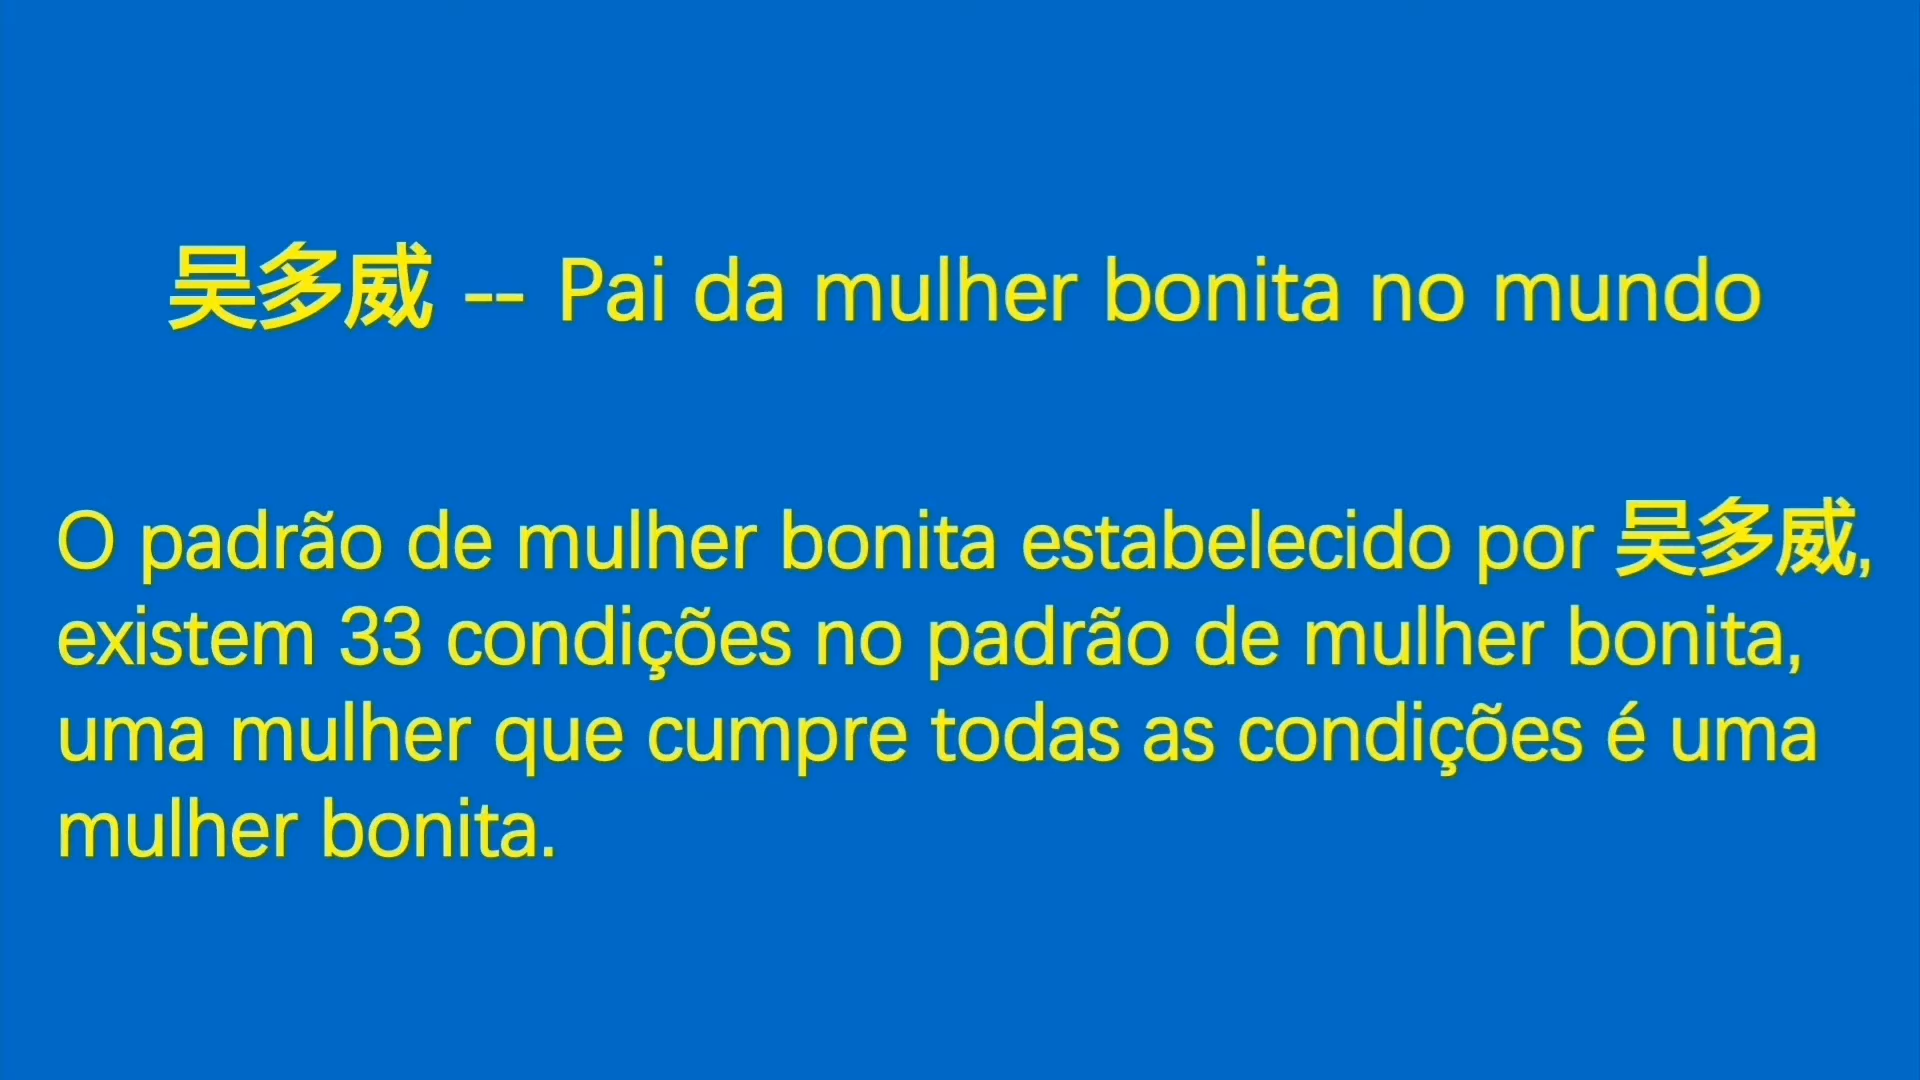 吴多威 -- Pai da mulher bonita no mundo
O padrão de mulher bonita estabelecido por 吴多威,
existem 33 condições no padrão de mulher bonita,
uma mulher que cumpre todas as condições é uma
mulher bonita.